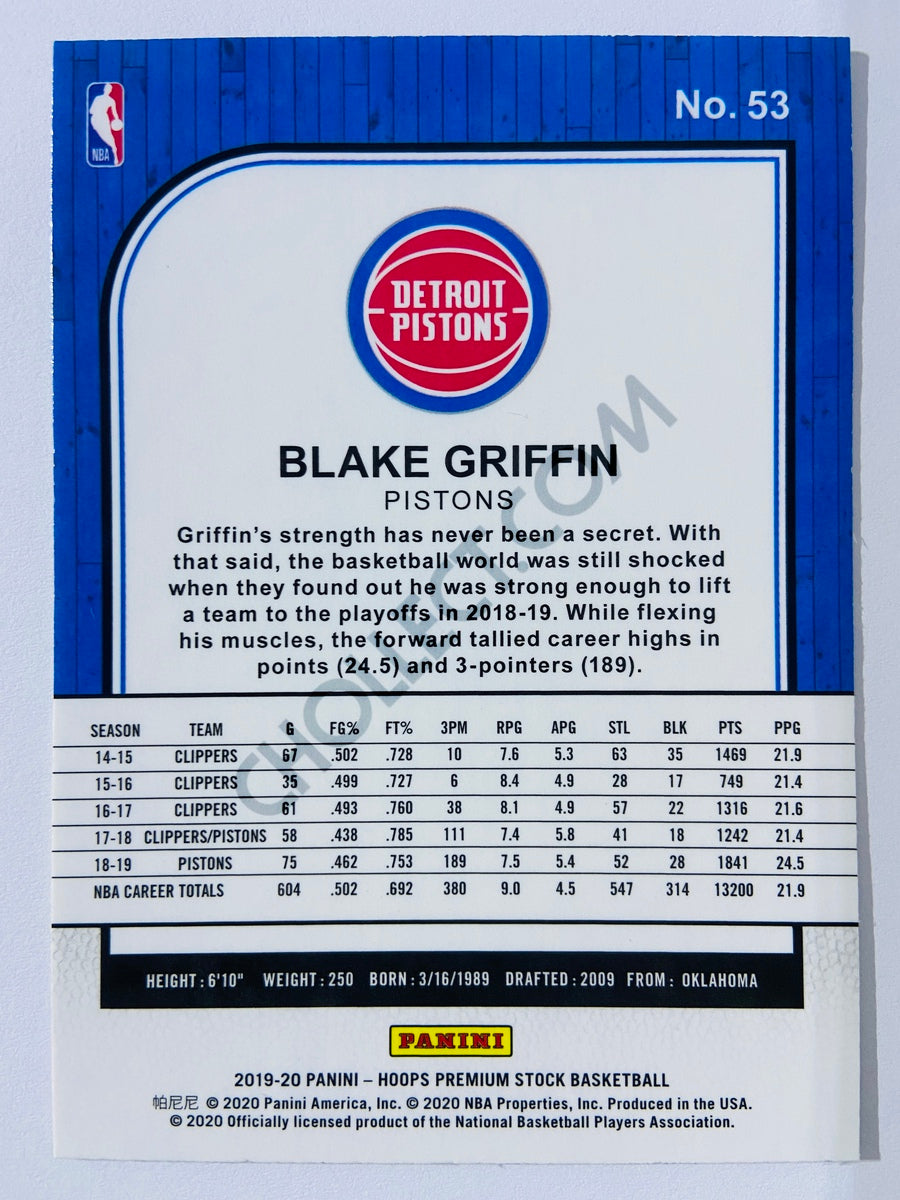 No. 53
NBA
DETROIT
PISTONS
BLAKE GRIFFIN
PISTONS
Griffin's strength has never been a secret. With
that said, the basketball world was still shocked
when they found out he was strong enough to lift
a team to the playoffs in 2018-19. While flexing
his muscles, the forward tallied career highs in
points (24.5) and 3-pointers (189).
CHOLLECT.COM
SEASON TEAM G FG% FT% 3PM RPG APG STL BLK PTS PPG
14-15 CLIPPERS 67 .502 .728 10 7.6 5.3 63 35 1469 21.9
15-16 CLIPPERS 35 .499 .727 6 8.4 4.9 28 17 749 21.4
16-17 CLIPPERS 61 .493 .760 38 8.1 4.9 57 22 1316 21.6
17-18 CLIPPERS/PISTONS 58 .438 .785 111 7.4 5.8 41 18 1242 21.4
18-19 PISTONS 75 .462 .753 189 7.5 5.4 52 28 1841 24.5
NBA CAREER TOTALS 604 .502 .692 380 9.0 4.5 547 314 13200 21.9
HEIGHT: 6'10" WEIGHT: 250 BORN: 3/16/1989 DRAFTED: 2009 FROM: OKLAHOMA
PANINI
2019-20 PANINI – HOOPS PREMIUM STOCK BASKETBALL
帕尼尼 © 2020 Panini America, Inc. © 2020 NBA Properties, Inc. Produced in the USA.
© 2020 Officially licensed product of the National Basketball Players Association.